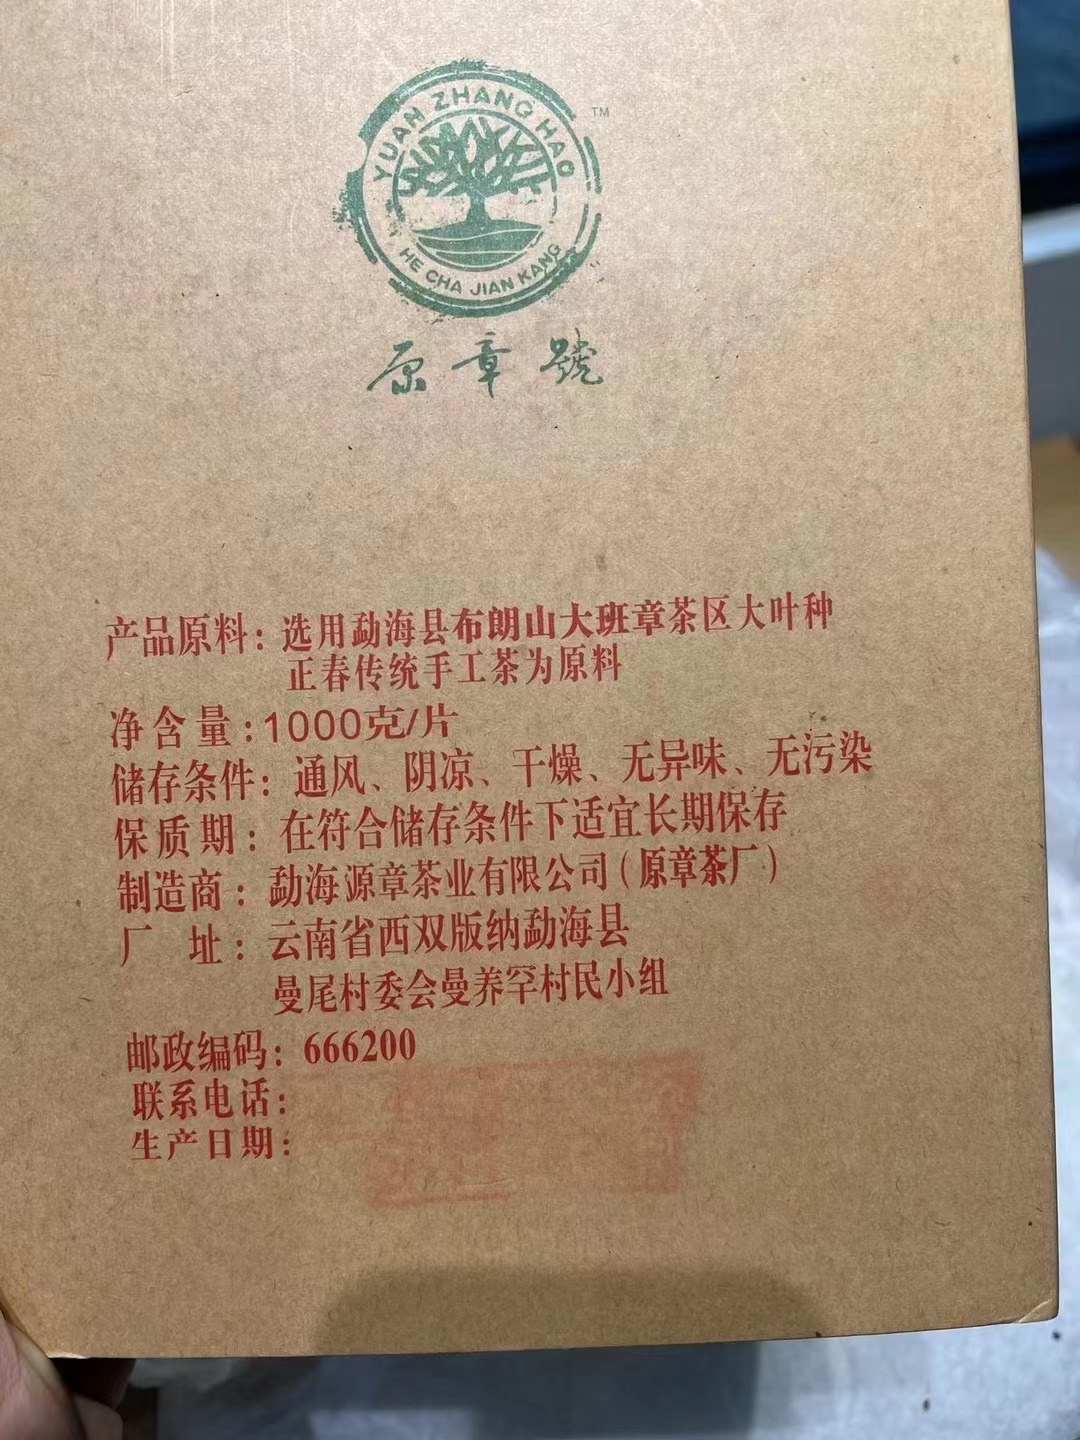 YUAN ZHANG HAO
TM
HE CHA JIAN KANG
原章號
产品原料：选用勐海县布朗山大班章茶区大叶种
正春传统手工茶为原料
净含量：1000克/片
储存条件：通风、阴凉、干燥、无异味、无污染
保质期：在符合储存条件下适宜长期保存
制造商：勐海源章茶业有限公司（原章茶厂）
厂 址：云南省西双版纳勐海县
曼尾村委会曼养罕村民小组
邮政编码：666200
联系电话：
生产日期：